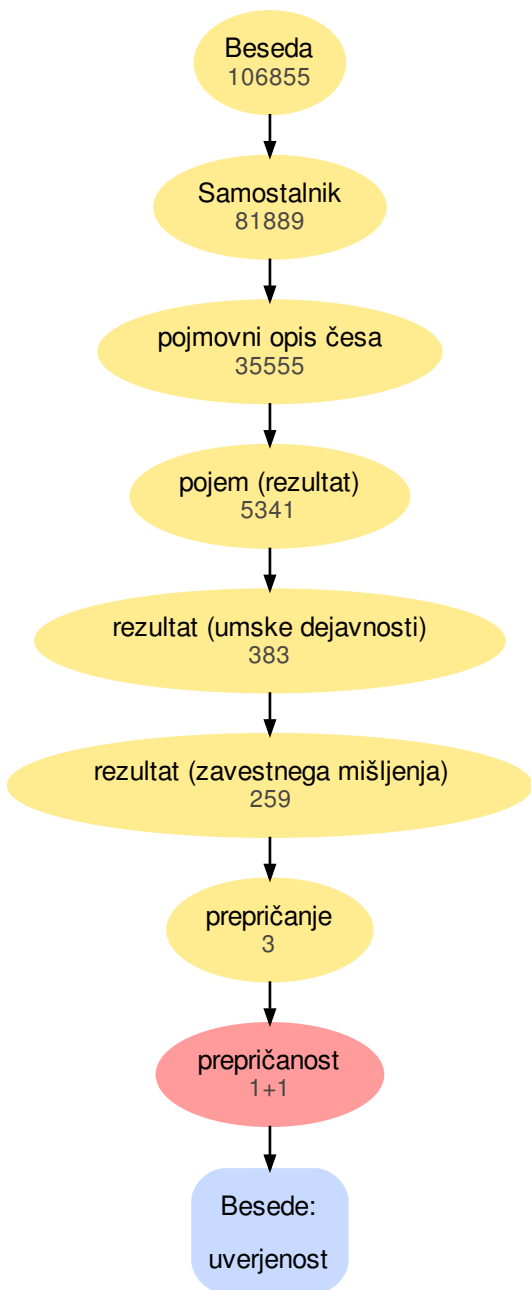 Beseda
106855
Samostalnik
81889
pojmovni opis česa
35555
pojem (rezultat)
5341
rezultat (umske dejavnosti)
383
rezultat (zavestnega mišljenja)
259
prepričanje
3
prepričanost
1+1
Besede:
uverjenost